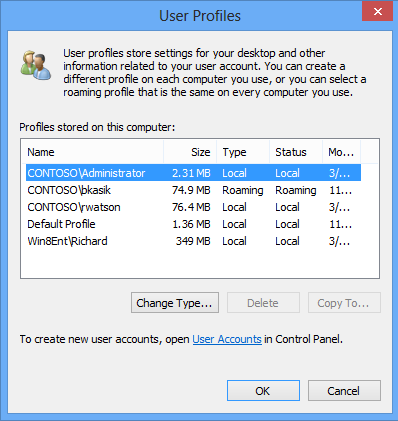 User Profiles
User profiles store settings for your desktop and other
information related to your user account. You can create
a different profile on each computer you use, or you can select a
roaming profile that is the same on every computer you use.
Profiles stored on this computer:
Name Size Type Status Mo...
CONTOSO\Administrator 2.31 MB Local Local 3/...
CONTOSO\bkasik 74.9 MB Roaming Roaming 11...
CONTOSO\rwatson 76.4 MB Local Local 3/...
Default Profile 1.36 MB Local Local 11...
Win8Ent\Richard 349 MB Local Local 3/...
Change Type... Delete Copy To...
To create new user accounts, open User Accounts in Control Panel.
OK Cancel